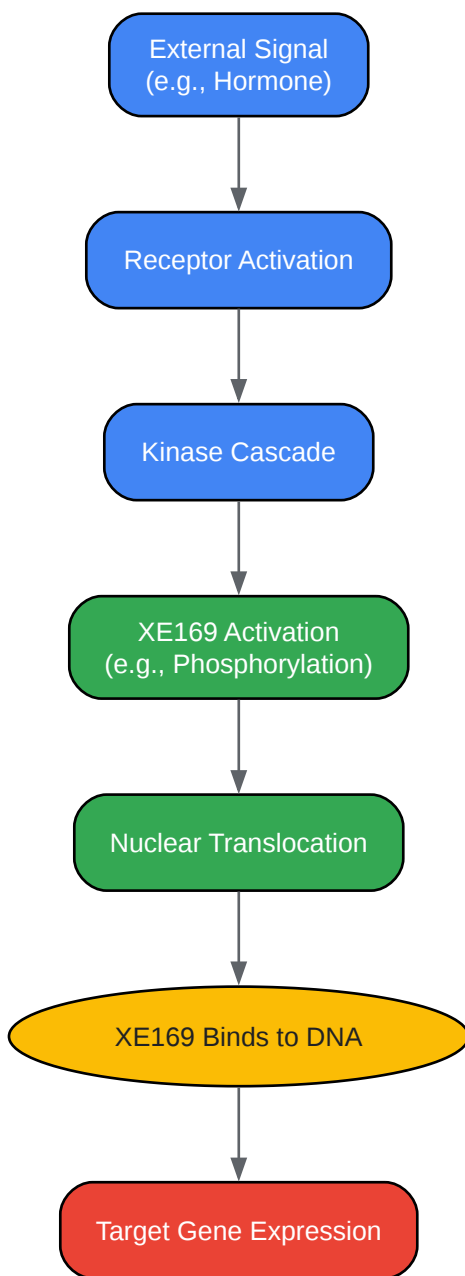 External Signal
(e.g., Hormone)
Receptor Activation
Kinase Cascade
XE169 Activation
(e.g., Phosphorylation)
Nuclear Translocation
XE169 Binds to DNA
Target Gene Expression